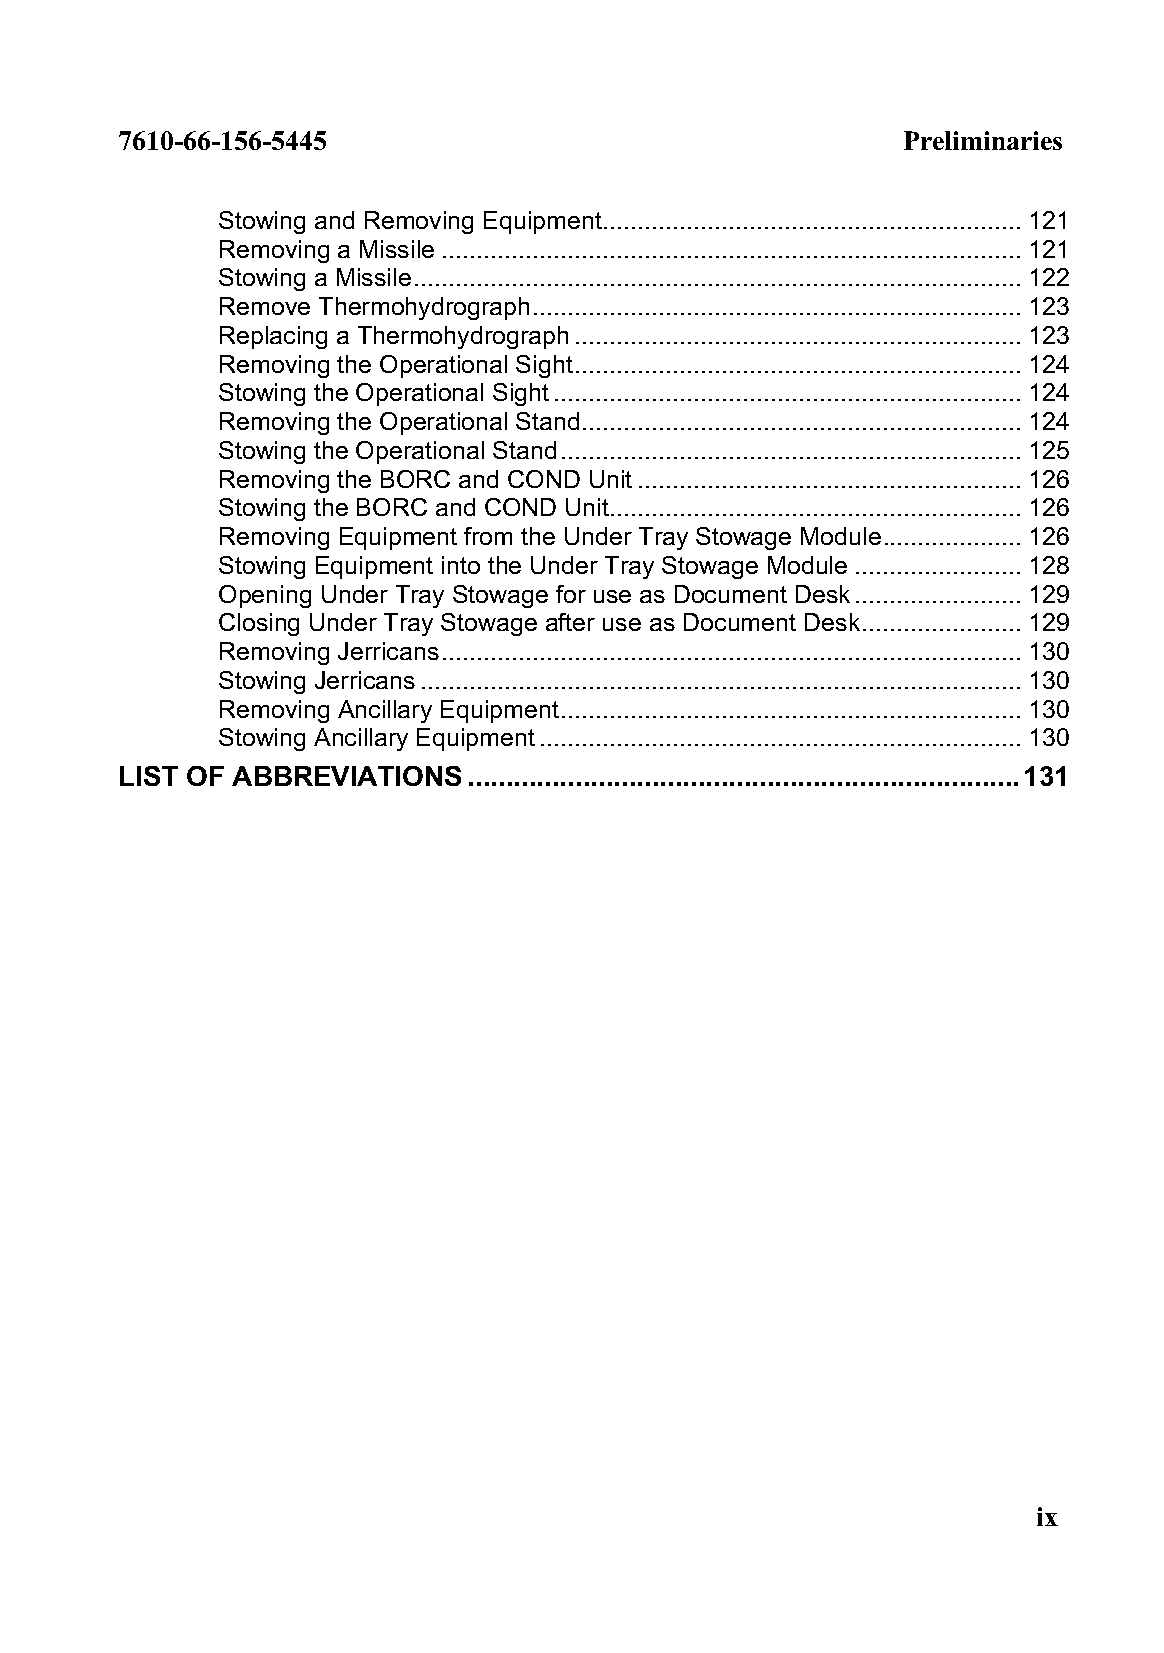 7610-66-156-5445 Preliminaries
Stowing and Removing Equipment............................................................ 121
Removing a Missile ................................................................................... 121
Stowing a Missile....................................................................................... 122
Remove Thermohydrograph...................................................................... 123
Replacing a Thermohydrograph ................................................................ 123
Removing the Operational Sight................................................................ 124
Stowing the Operational Sight ................................................................... 124
Removing the Operational Stand............................................................... 124
Stowing the Operational Stand .................................................................. 125
Removing the BORC and COND Unit ....................................................... 126
Stowing the BORC and COND Unit........................................................... 126
Removing Equipment from the Under Tray Stowage Module.................... 126
Stowing Equipment into the Under Tray Stowage Module ........................ 128
Opening Under Tray Stowage for use as Document Desk ........................ 129
Closing Under Tray Stowage after use as Document Desk....................... 129
Removing Jerricans................................................................................... 130
Stowing Jerricans ...................................................................................... 130
Removing Ancillary Equipment.................................................................. 130
Stowing Ancillary Equipment ..................................................................... 130
LIST OF ABBREVIATIONS ....................................................................... 131
ix